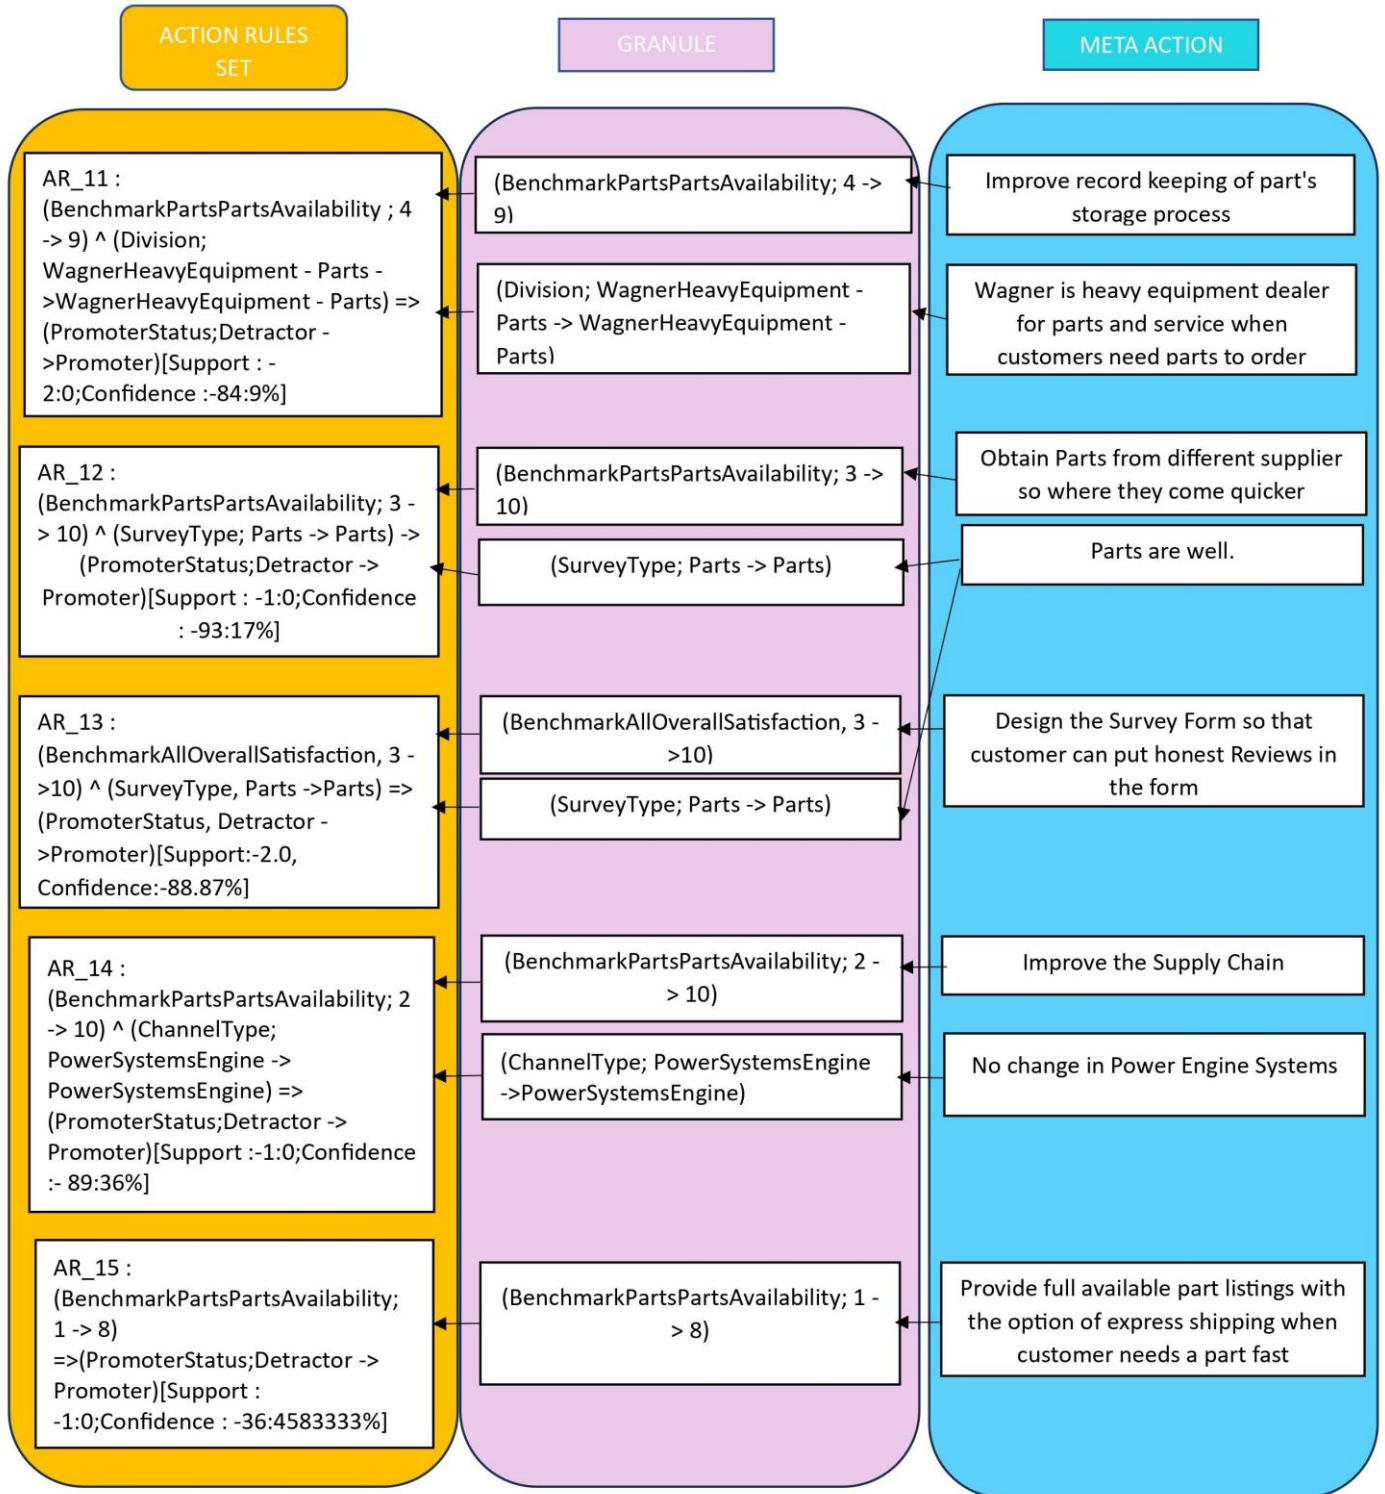 ACTION RULES
SET
GRANULE
META ACTION
AR_11 :
(BenchmarkPartsPartsAvailability ; 4
-> 9) ^ (Division;
WagnerHeavyEquipment - Parts -
>WagnerHeavyEquipment - Parts) =>
(PromoterStatus;Detractor -
>Promoter)[Support : -
2:0;Confidence :-84:9%]
(BenchmarkPartsPartsAvailability; 4 ->
9)
Improve record keeping of part's
storage process
(Division; WagnerHeavyEquipment -
Parts -> WagnerHeavyEquipment -
Parts)
Wagner is heavy equipment dealer
for parts and service when
customers need parts to order
AR_12 :
(BenchmarkPartsPartsAvailability; 3 -
> 10) ^ (SurveyType; Parts -> Parts) ->
(PromoterStatus;Detractor ->
Promoter)[Support : -1:0;Confidence
: -93:17%]
(BenchmarkPartsPartsAvailability; 3 ->
10)
Obtain Parts from different supplier
so where they come quicker
(SurveyType; Parts -> Parts)
Parts are well.
AR_13 :
(BenchmarkAllOverallSatisfaction, 3 -
>10) ^ (SurveyType, Parts ->Parts) =>
(PromoterStatus, Detractor -
>Promoter)[Support:-2.0,
Confidence:-88.87%]
(BenchmarkAllOverallSatisfaction, 3 -
>10)
Design the Survey Form so that
customer can put honest Reviews in
the form
(SurveyType; Parts -> Parts)
AR_14 :
(BenchmarkPartsPartsAvailability; 2
-> 10) ^ (ChannelType;
PowerSystemsEngine ->
PowerSystemsEngine) =>
(PromoterStatus;Detractor ->
Promoter)[Support :-1:0;Confidence
:- 89:36%]
(BenchmarkPartsPartsAvailability; 2 -
> 10)
Improve the Supply Chain
(ChannelType; PowerSystemsEngine
->PowerSystemsEngine)
No change in Power Engine Systems
AR_15 :
(BenchmarkPartsPartsAvailability;
1 -> 8)
=>(PromoterStatus;Detractor ->
Promoter)[Support :
-1:0;Confidence : -36:4583333%]
(BenchmarkPartsPartsAvailability; 1 -
> 8)
Provide full available part listings with
the option of express shipping when
customer needs a part fast